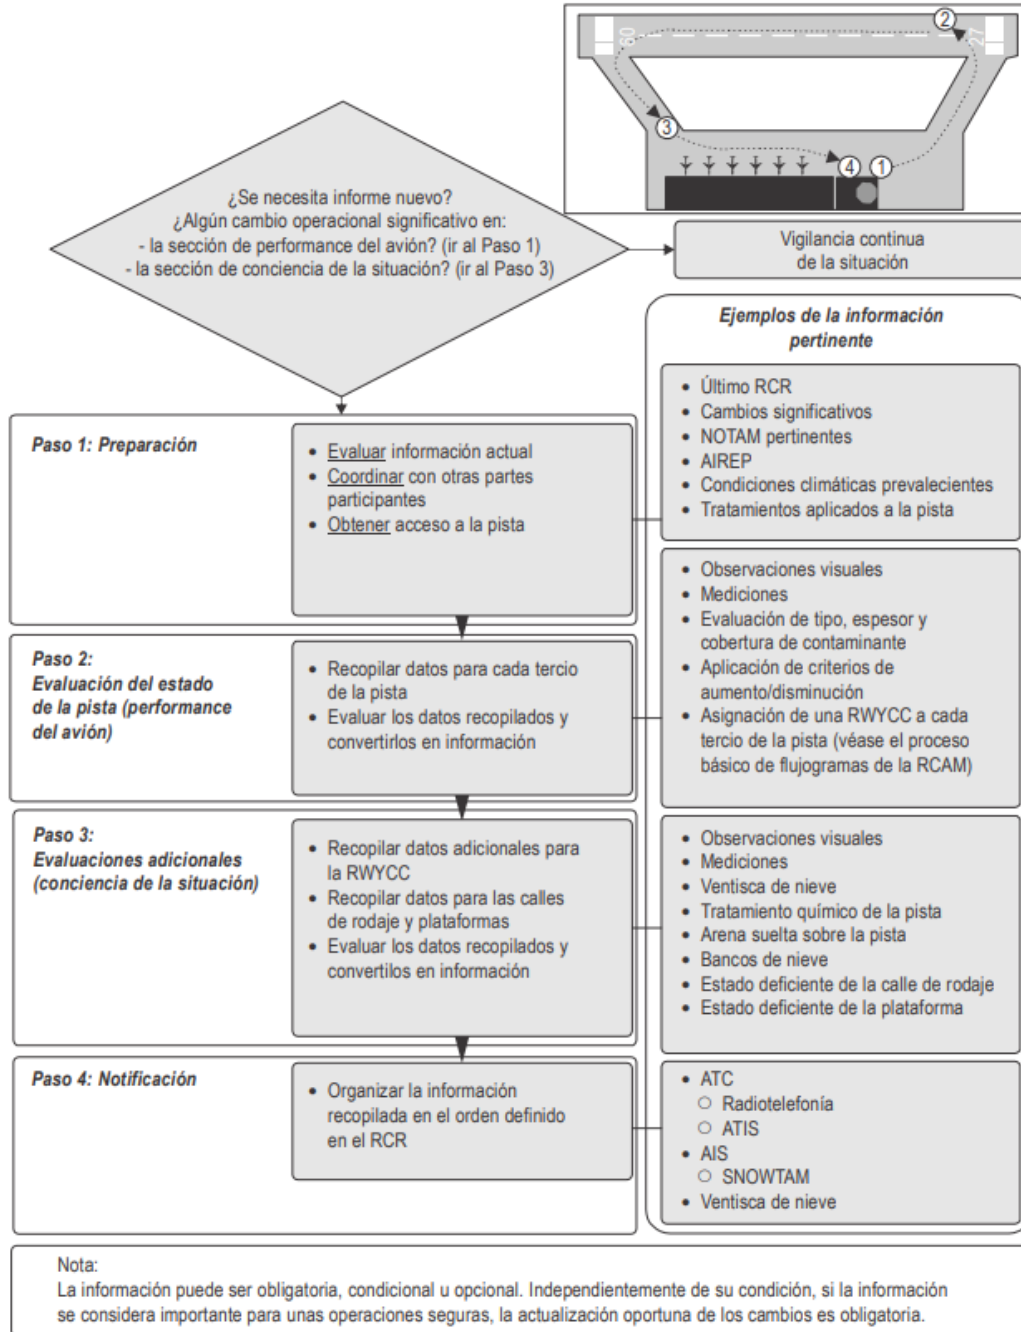 2
09
27
3
4
1
¿Se necesita informe nuevo?
¿Algún cambio operacional significativo en:
- la sección de performance del avión? (ir al Paso 1)
- la sección de conciencia de la situación? (ir al Paso 3)
Vigilancia continua
de la situación
Ejemplos de la información
pertinente
Paso 1: Preparación
• Evaluar información actual
• Coordinar con otras partes
participantes
• Obtener acceso a la pista
• Último RCR
• Cambios significativos
• NOTAM pertinentes
• AIREP
• Condiciones climáticas prevalecientes
• Tratamientos aplicados a la pista
Paso 2:
Evaluación del estado
de la pista (performance
del avión)
• Recopilar datos para cada tercio
de la pista
• Evaluar los datos recopilados y
convertirlos en información
• Observaciones visuales
• Mediciones
• Evaluación de tipo, espesor y
cobertura de contaminante
• Aplicación de criterios de
aumento/disminución
• Asignación de una RWYCC a cada
tercio de la pista (véase el proceso
básico de flujogramas de la RCAM)
Paso 3:
Evaluaciones adicionales
(conciencia de la situación)
• Recopilar datos adicionales para
la RWYCC
• Recopilar datos para las calles
de rodaje y plataformas
• Evaluar los datos recopilados y
convertilos en información
• Observaciones visuales
• Mediciones
• Ventisca de nieve
• Tratamiento químico de la pista
• Arena suelta sobre la pista
• Bancos de nieve
• Estado deficiente de la calle de rodaje
• Estado deficiente de la plataforma
Paso 4: Notificación
• Organizar la información
recopilada en el orden definido
en el RCR
• ATC
○ Radiotelefonía
○ ATIS
• AIS
○ SNOWTAM
• Ventisca de nieve
Nota:
La información puede ser obligatoria, condicional u opcional. Independientemente de su condición, si la información
se considera importante para unas operaciones seguras, la actualización oportuna de los cambios es obligatoria.